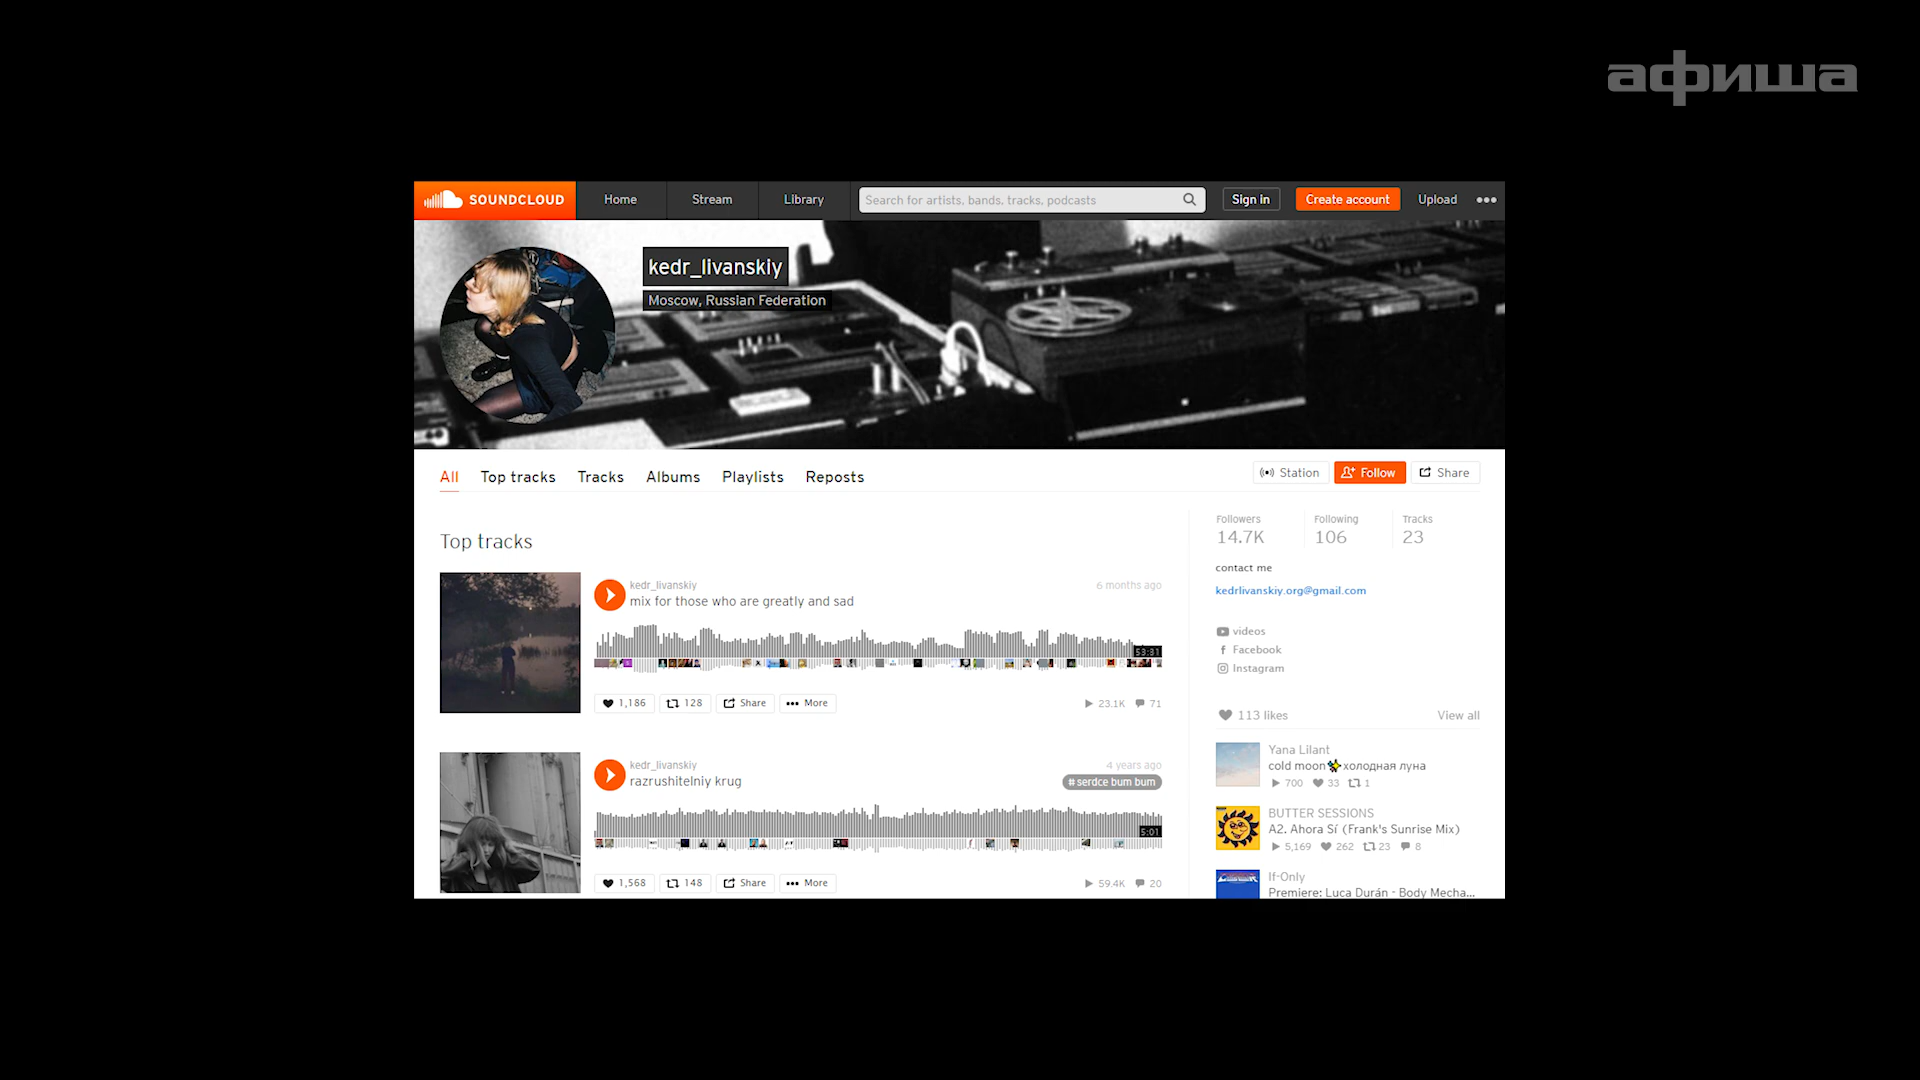 афиша
SOUNDCLOUD
Home
Stream
Library
Search for artists, bands, tracks, podcasts
Sign in
Create account
Upload
kedr_livanskiy
Moscow, Russian Federation
All
Top tracks
Tracks
Albums
Playlists
Reposts
Station
Follow
Share
Top tracks
kedr_livanskiy
6 months ago
mix for those who are greatly and sad
53:31
1,186
128
Share
More
23.1K
71
kedr_livanskiy
4 years ago
razrushitelniy krug
# serdce bum bum
5:01
1,568
148
Share
More
59.4K
20
Followers
14.7K
Following
106
Tracks
23
contact me
kedrlivanskiy.org@gmail.com
videos
Facebook
Instagram
113 likes
View all
Yana Lilant
cold moon✨холодная луна
700
33
1
BUTTER SESSIONS
A2. Ahora Sí (Frank's Sunrise Mix)
5,169
262
23
8
If-Only
Premiere: Luca Durán - Body Mecha...